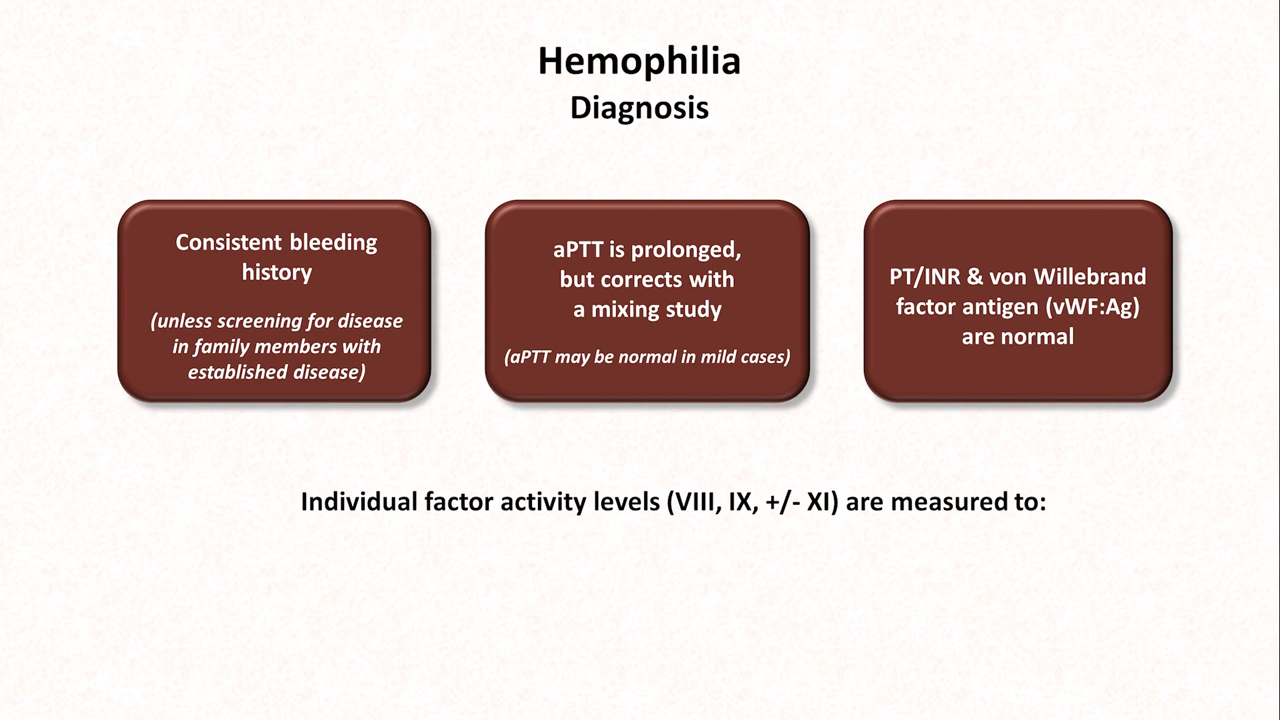 Hemophilia
Diagnosis
Consistent bleeding
history
(unless screening for disease
in family members with
established disease)
aPTT is prolonged,
but corrects with
a mixing study
(aPTT may be normal in mild cases)
PT/INR & von Willebrand
factor antigen (vWF:Ag)
are normal
Individual factor activity levels (VIII, IX, +/- XI) are measured to: